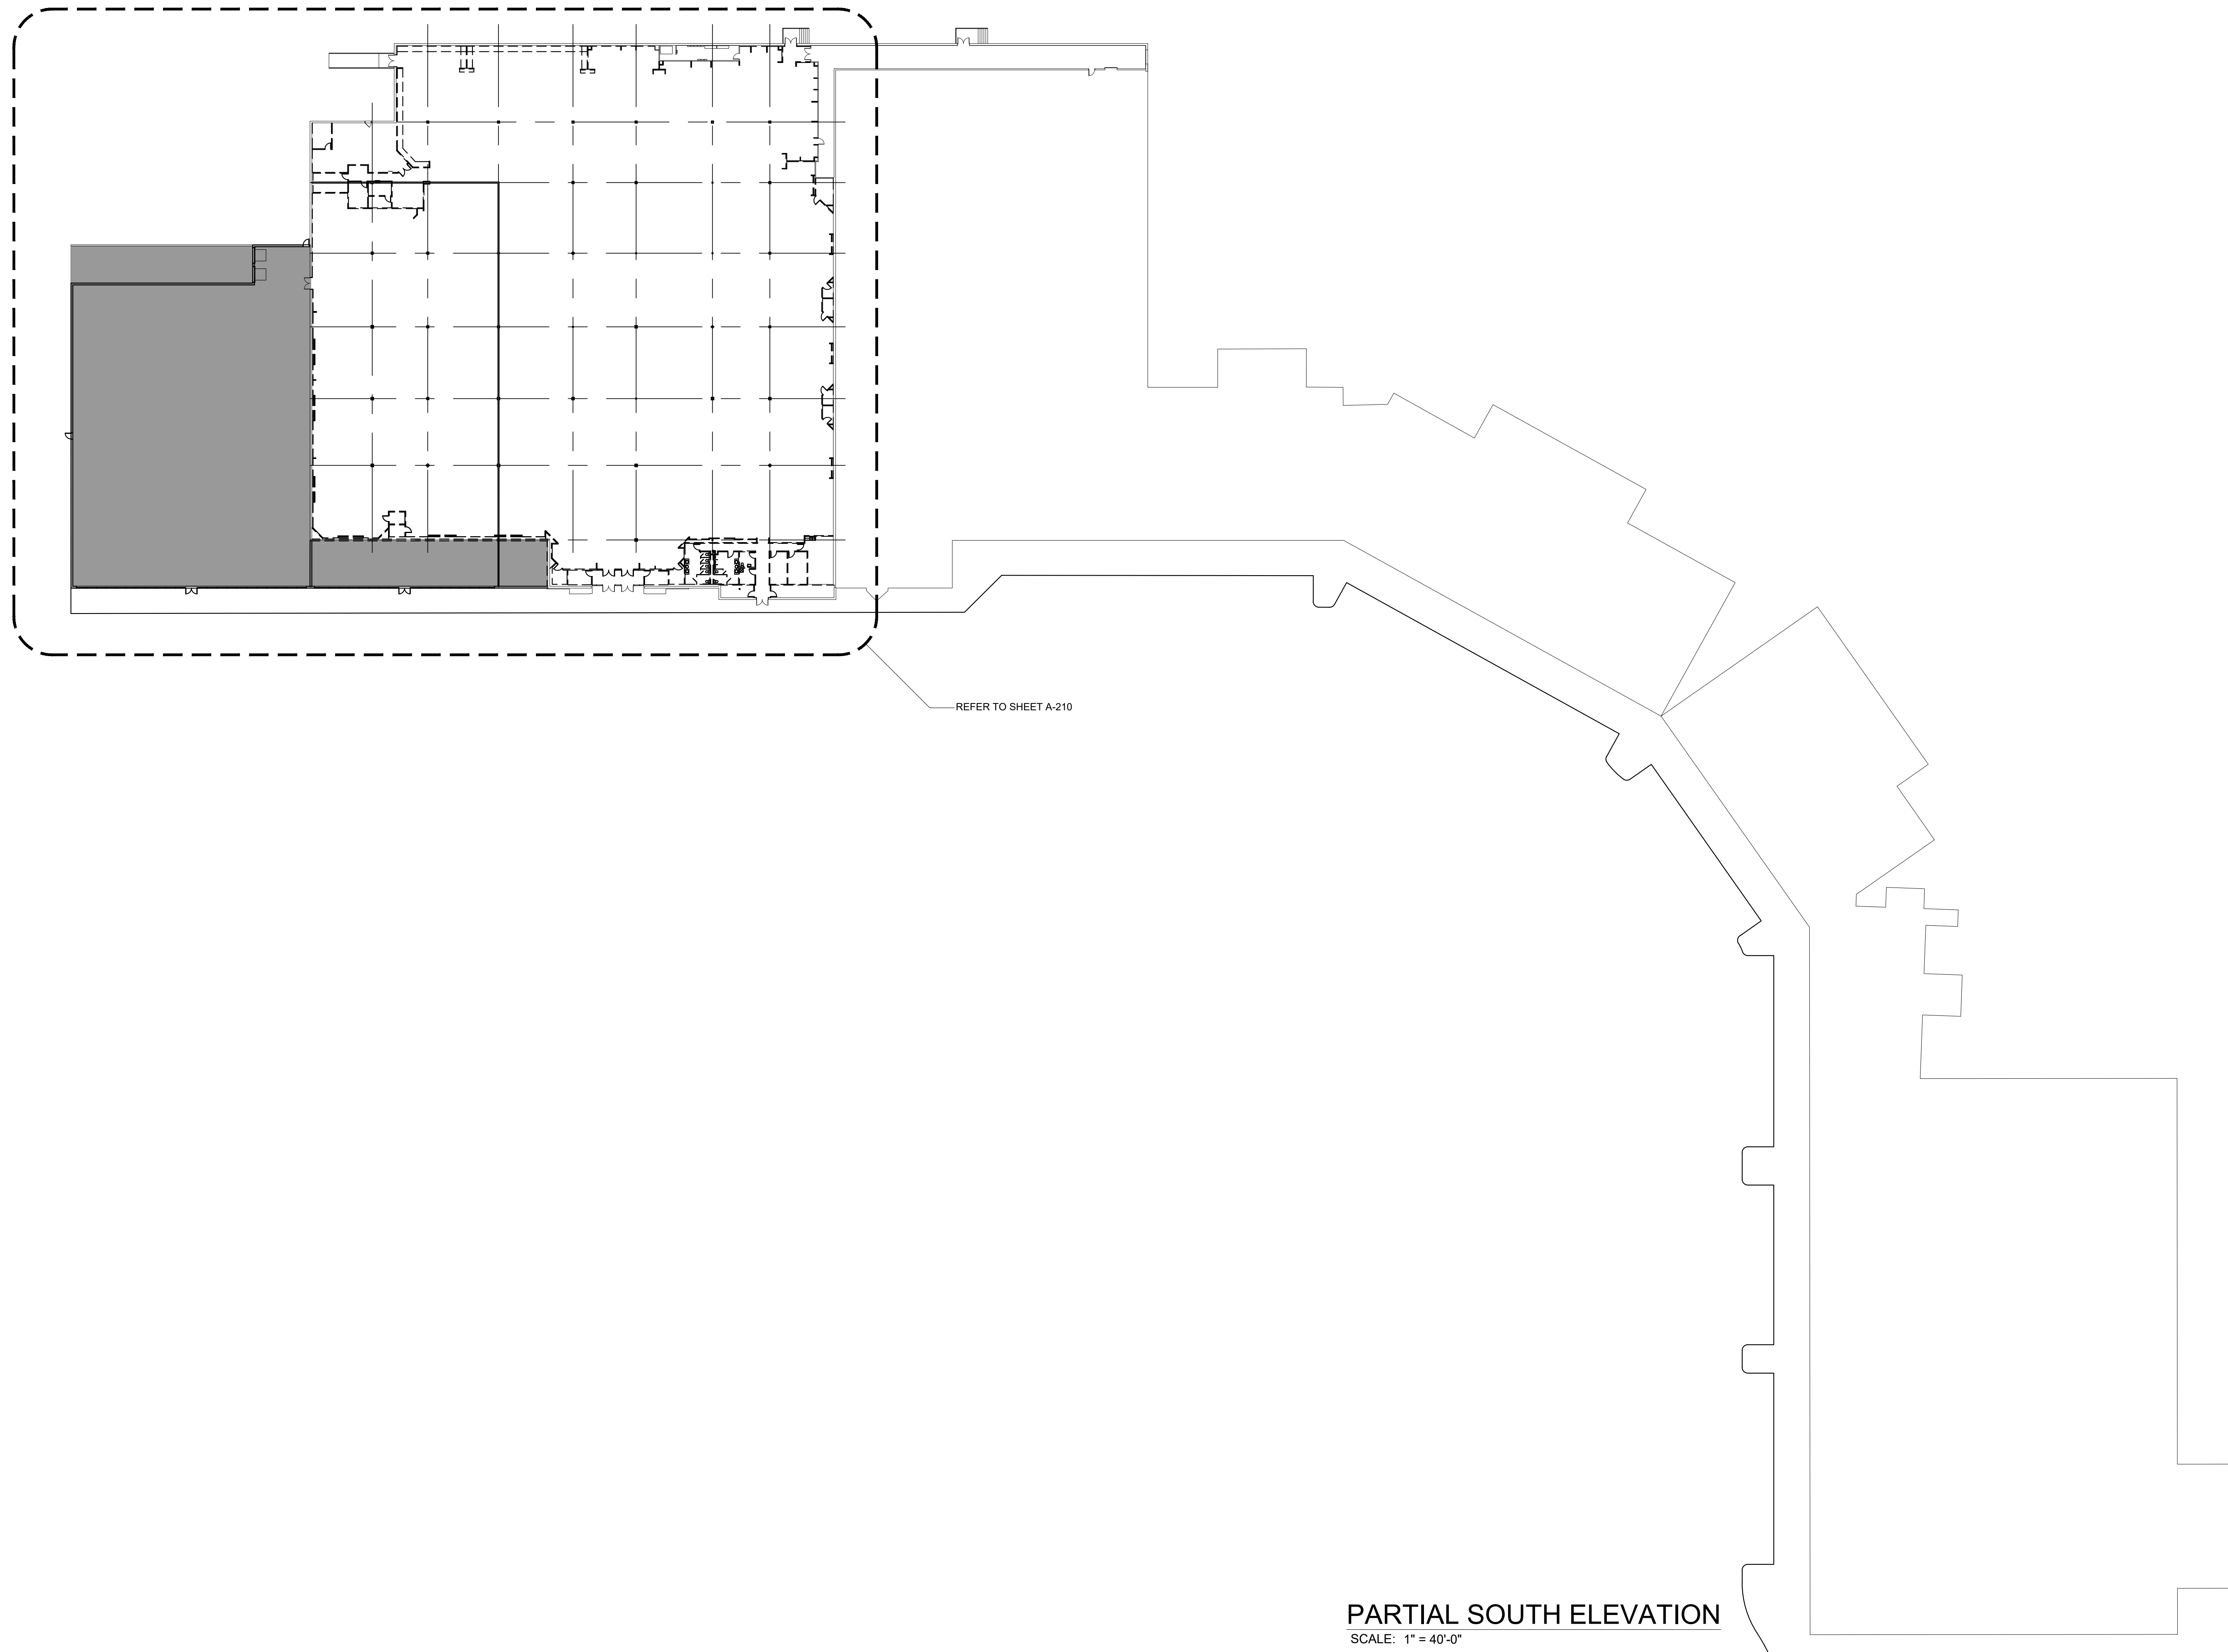 REFER TO SHEET A-210
PARTIAL SOUTH ELEVATION
SCALE: 1" = 40'-0"